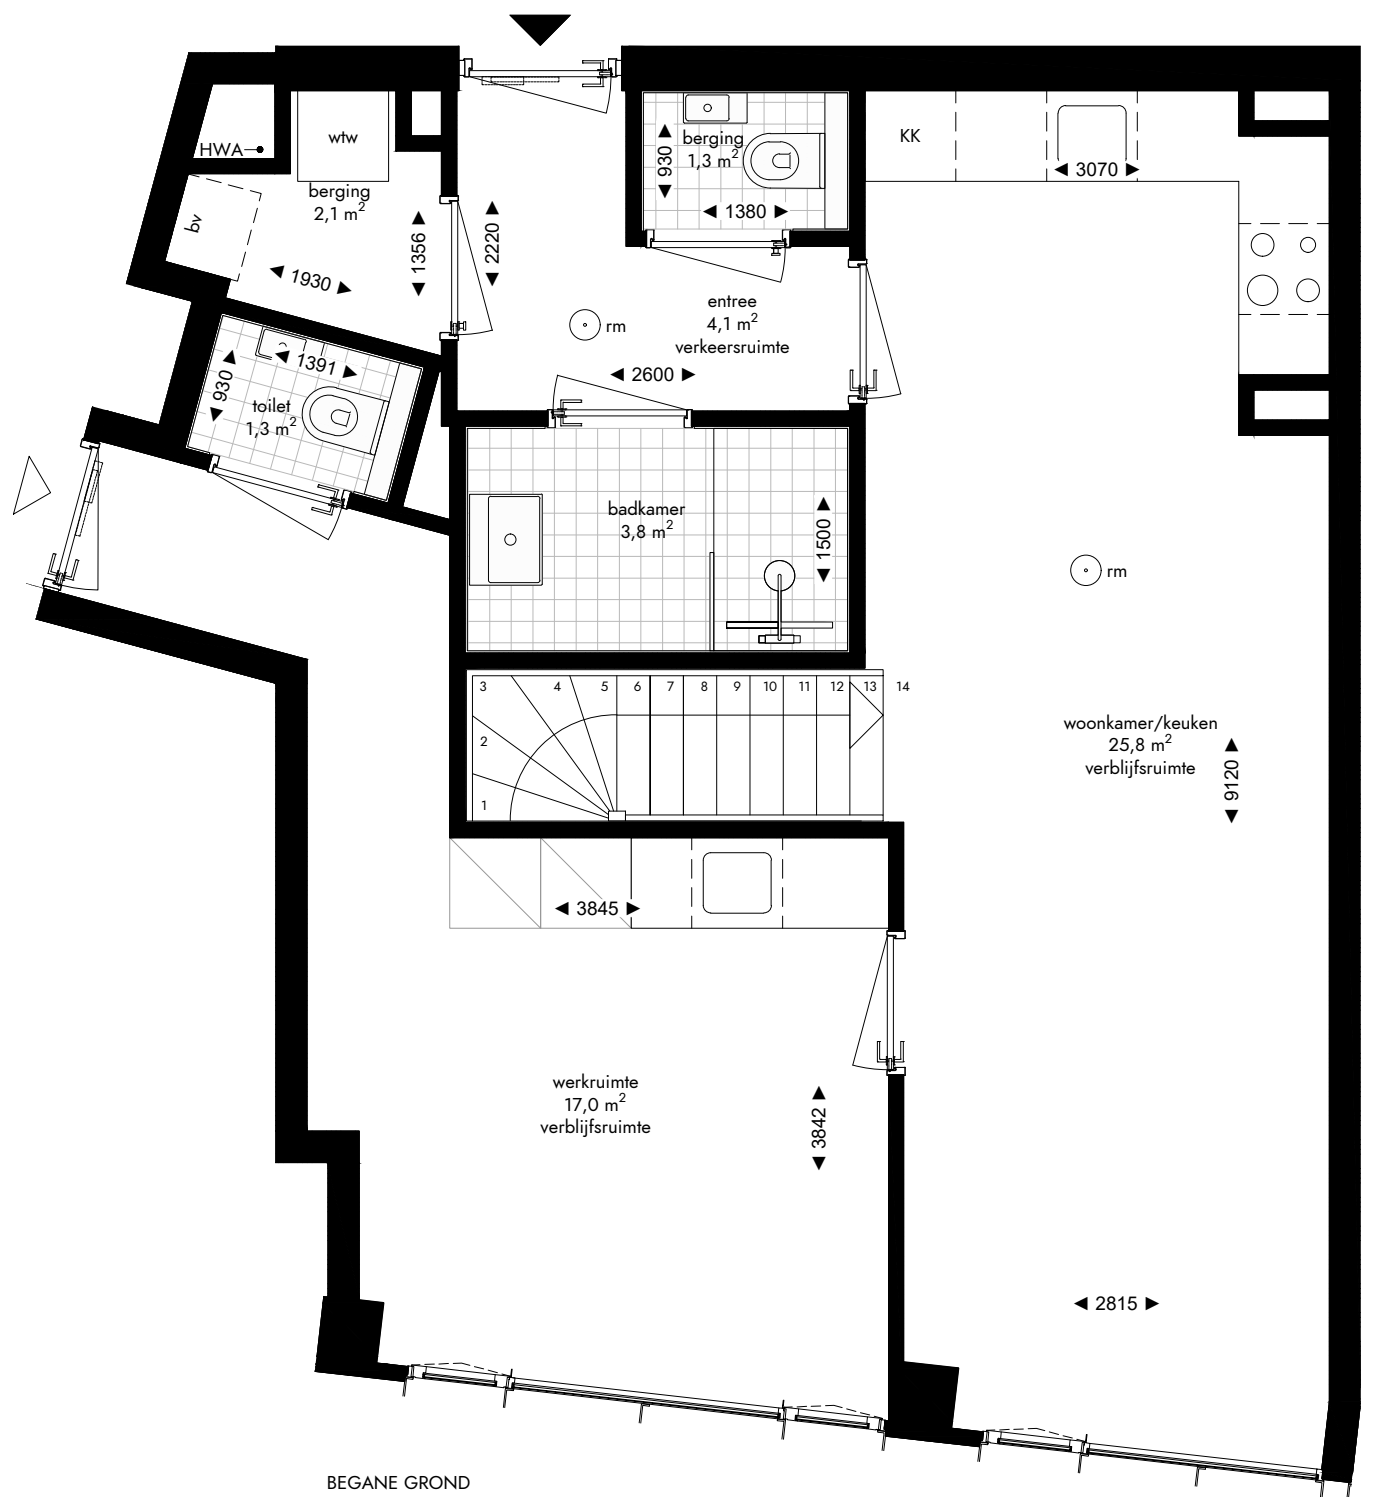 HWA
wtw
berging
2,1 m²
bv
1930
1356
2220
berging
1,3 m²
930
1380
KK
3070
entree
4,1 m²
verkeersruimte
rm
2600
1391
930
toilet
1,3 m²
badkamer
3,8 m²
1500
rm
3 4 5 6 7 8 9 10 11 12 13 14
2
1
woonkamer/keuken
25,8 m²
verblijfsruimte
9120
3845
werkruimte
17,0 m²
verblijfsruimte
3842
2815
BEGANE GROND